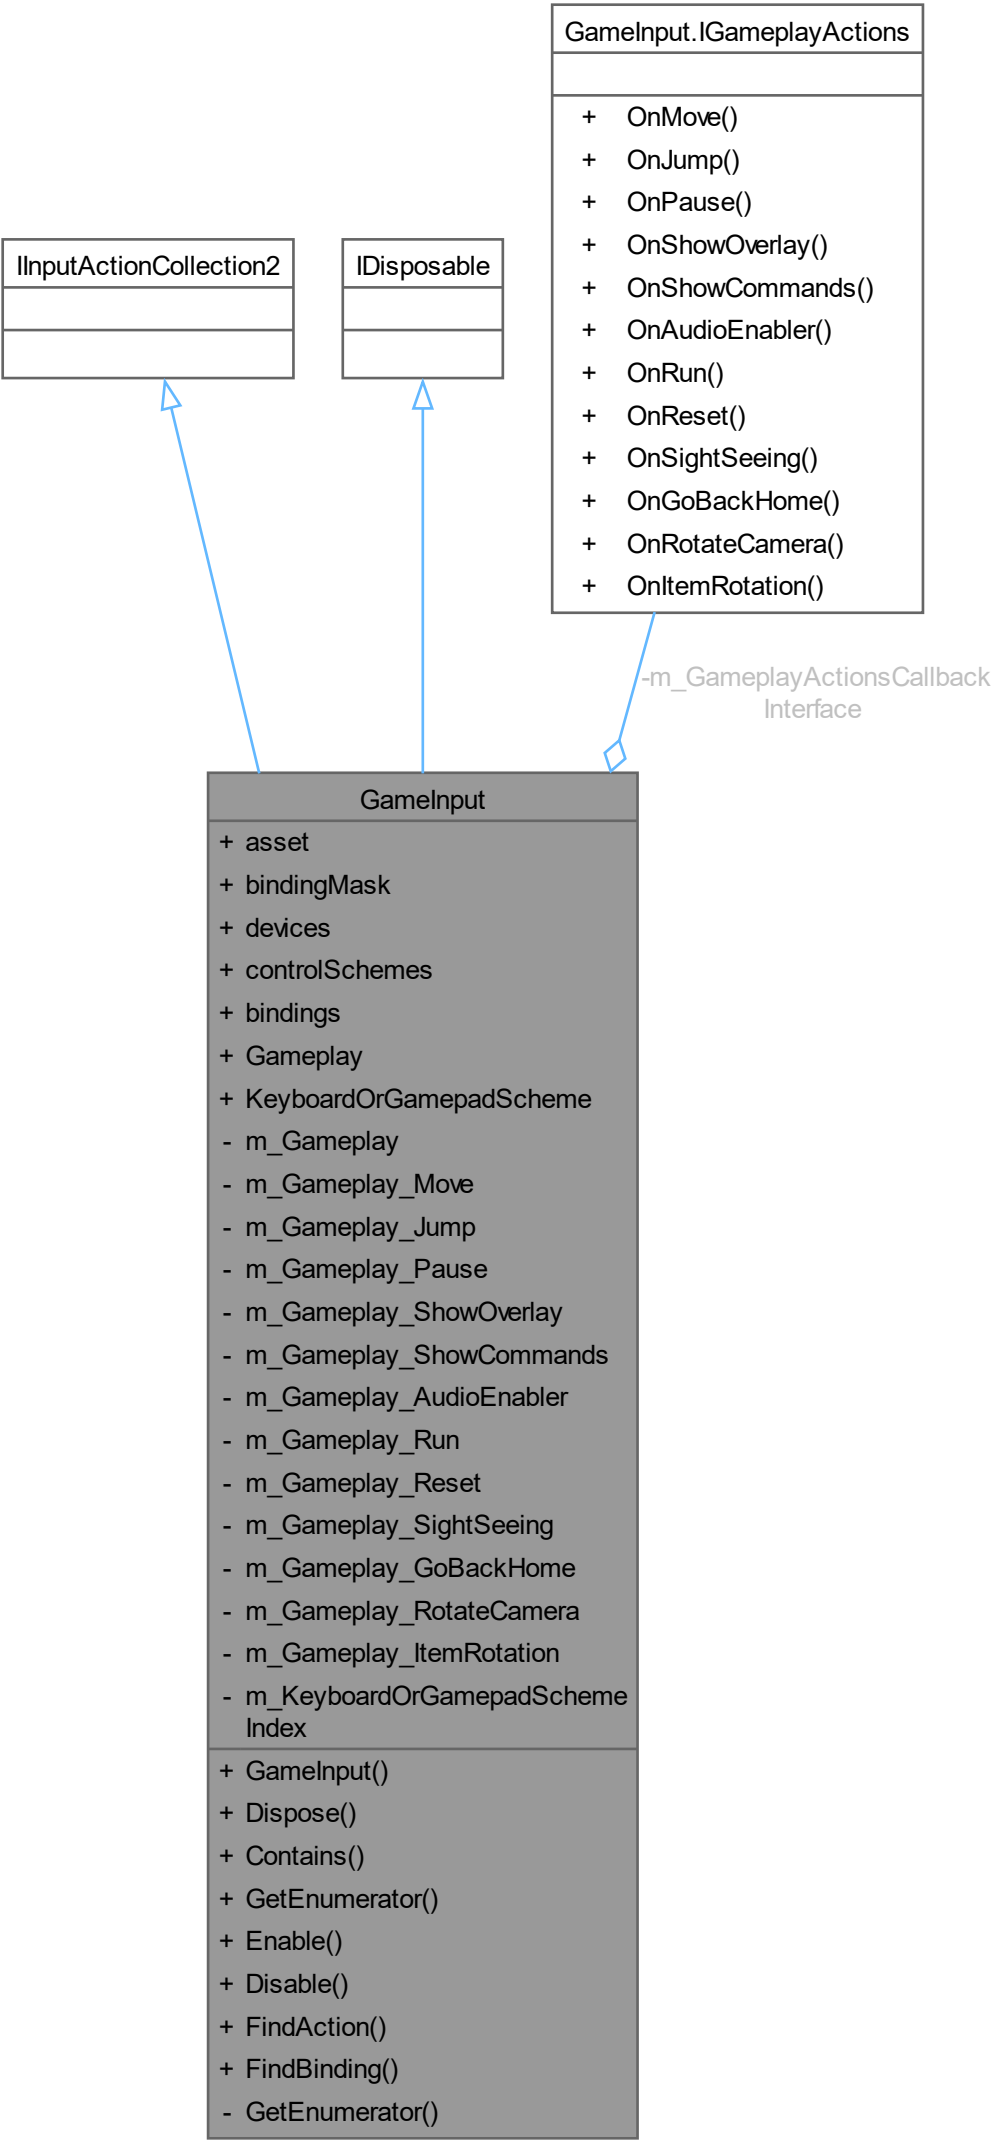 GameInput.IGameplayActions
+ OnMove()
+ OnJump()
+ OnPause()
+ OnShowOverlay()
+ OnShowCommands()
+ OnAudioEnabler()
+ OnRun()
+ OnReset()
+ OnSightSeeing()
+ OnGoBackHome()
+ OnRotateCamera()
+ OnItemRotation()
IInputActionCollection2
IDisposable
-m_GameplayActionsCallback
Interface
GameInput
+ asset
+ bindingMask
+ devices
+ controlSchemes
+ bindings
+ Gameplay
+ KeyboardOrGamepadScheme
- m_Gameplay
- m_Gameplay_Move
- m_Gameplay_Jump
- m_Gameplay_Pause
- m_Gameplay_ShowOverlay
- m_Gameplay_ShowCommands
- m_Gameplay_AudioEnabler
- m_Gameplay_Run
- m_Gameplay_Reset
- m_Gameplay_SightSeeing
- m_Gameplay_GoBackHome
- m_Gameplay_RotateCamera
- m_Gameplay_ItemRotation
- m_KeyboardOrGamepadScheme
Index
+ GameInput()
+ Dispose()
+ Contains()
+ GetEnumerator()
+ Enable()
+ Disable()
+ FindAction()
+ FindBinding()
- GetEnumerator()